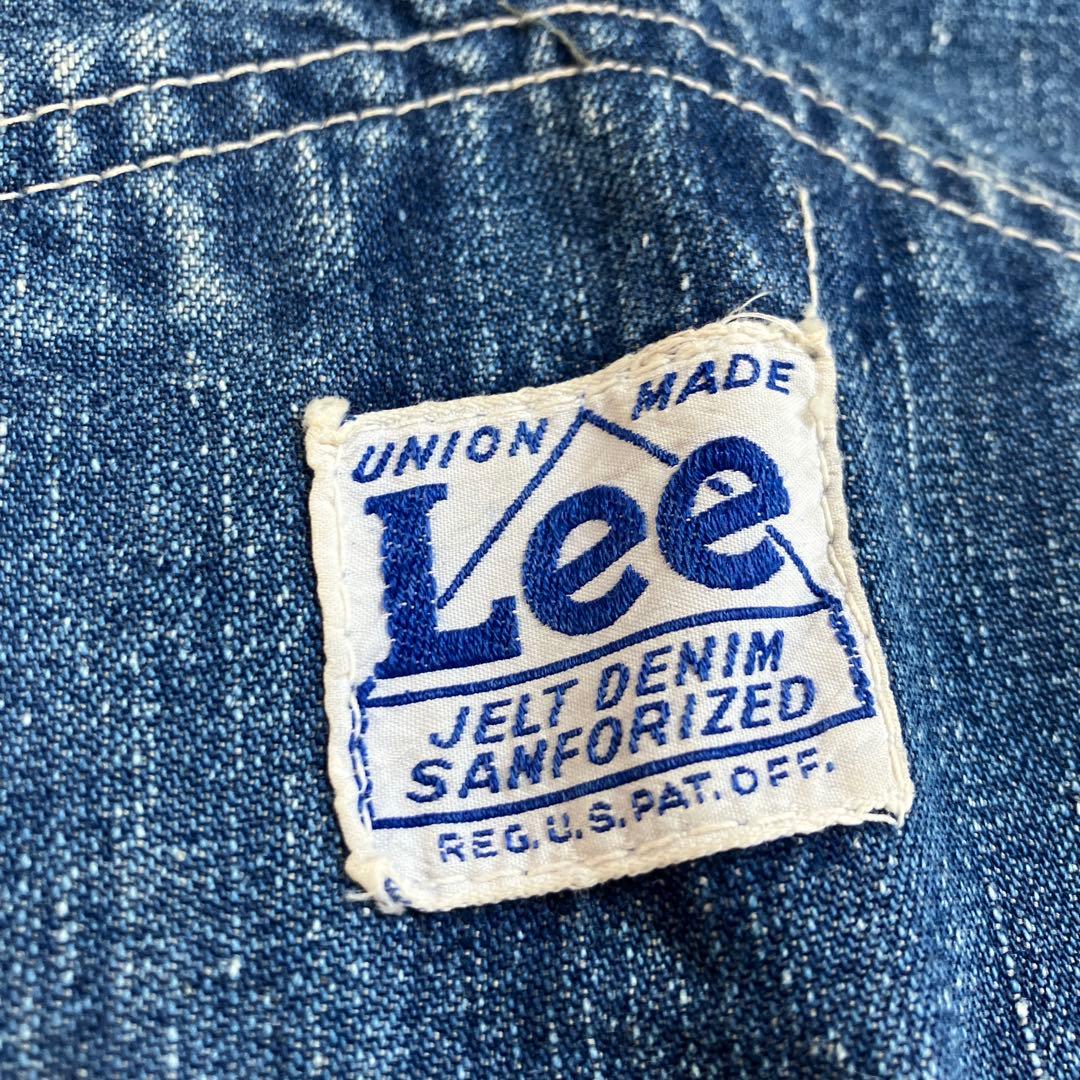 UNION MADE
Lee
JELT DENIM
SANFORIZED
REG. U.S. PAT. OFF.